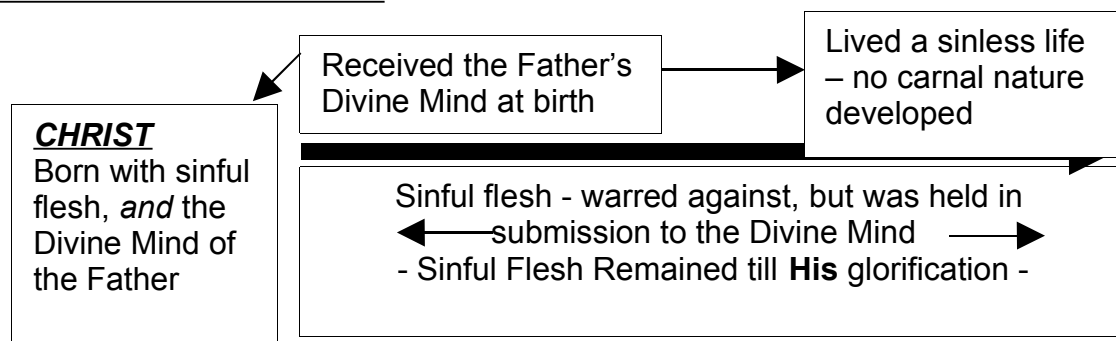 Received the Father’s
Divine Mind at birth
Lived a sinless life
– no carnal nature
developed
CHRIST
Born with sinful
flesh, and the
Divine Mind of
the Father
Sinful flesh - warred against, but was held in
submission to the Divine Mind
- Sinful Flesh Remained till His glorification -